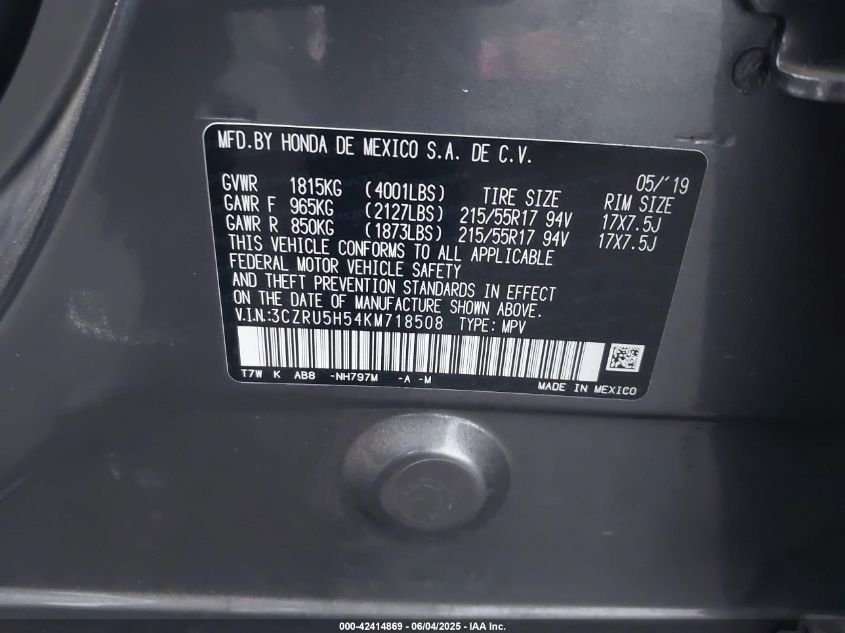 MFD.BY HONDA DE MEXICO S.A. DE C.V.
05/'19
GVWR 1815KG (4001LBS) TIRE SIZE RIM SIZE
GAWR F 965KG (2127LBS) 215/55R17 94V 17X7.5J
GAWR R 850KG (1873LBS) 215/55R17 94V 17X7.5J
THIS VEHICLE CONFORMS TO ALL APPLICABLE
FEDERAL MOTOR VEHICLE SAFETY
AND THEFT PREVENTION STANDARDS IN EFFECT
ON THE DATE OF MANUFACTURE SHOWN ABOVE.
V.I.N.:3CZRU5H54KM718508 TYPE: MPV
T7W K AB8 -NH797M -A -M
MADE IN MEXICO
000-42414869 - 06/04/2025 - IAA Inc.